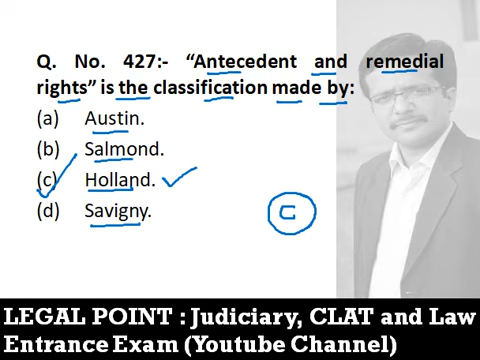 Q. No. 427:- “Antecedent and remedial
rights” is the classification made by:
(a) Austin.
(b) Salmond.
(c) Holland.
(d) Savigny.
C
LEGAL POINT : Judiciary, CLAT and Law
Entrance Exam (Youtube Channel)